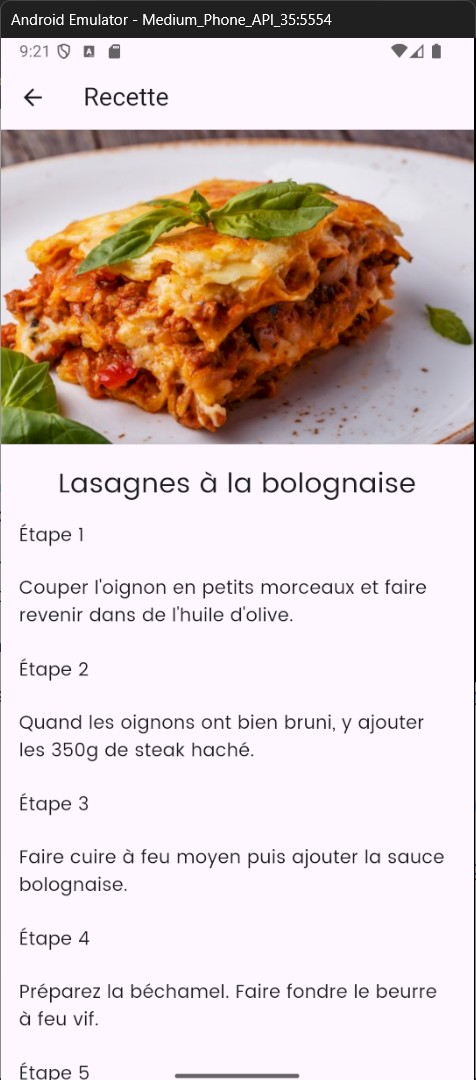 Android Emulator - Medium_Phone_API_35:5554
9:21
A
Recette
Lasagnes à la bolognaise
Étape 1
Couper l'oignon en petits morceaux et faire
revenir dans de l'huile d'olive.
Étape 2
Quand les oignons ont bien bruni, y ajouter
les 350g de steak haché.
Étape 3
Faire cuire à feu moyen puis ajouter la sauce
bolognaise.
Étape 4
Préparez la béchamel. Faire fondre le beurre
à feu vif.
Étape 5